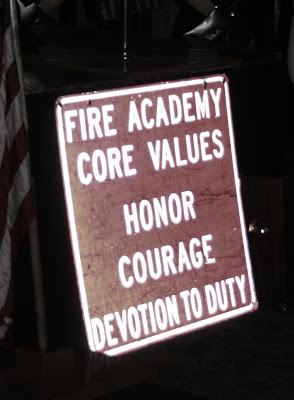 FIRE ACADEMY
CORE VALUES
HONOR
COURAGE
DEVOTION TO DUTY